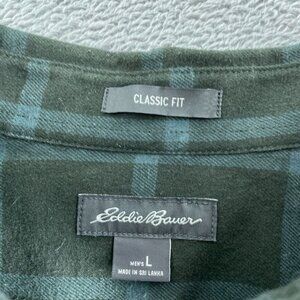 CLASSIC FIT
Eddie Bauer
MEN'S L
MADE IN SRI LANKA